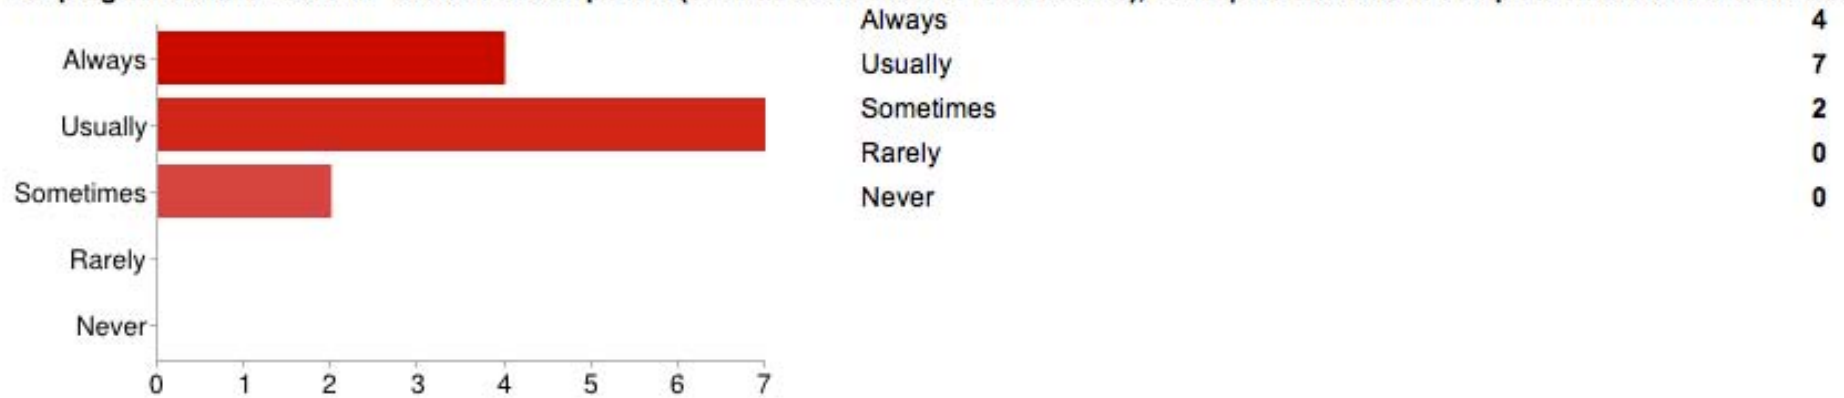 Always
Usually
Sometimes
Rarely
Never
0 1 2 3 4 5 6 7
Always 4
Usually 7
Sometimes 2
Rarely 0
Never 0